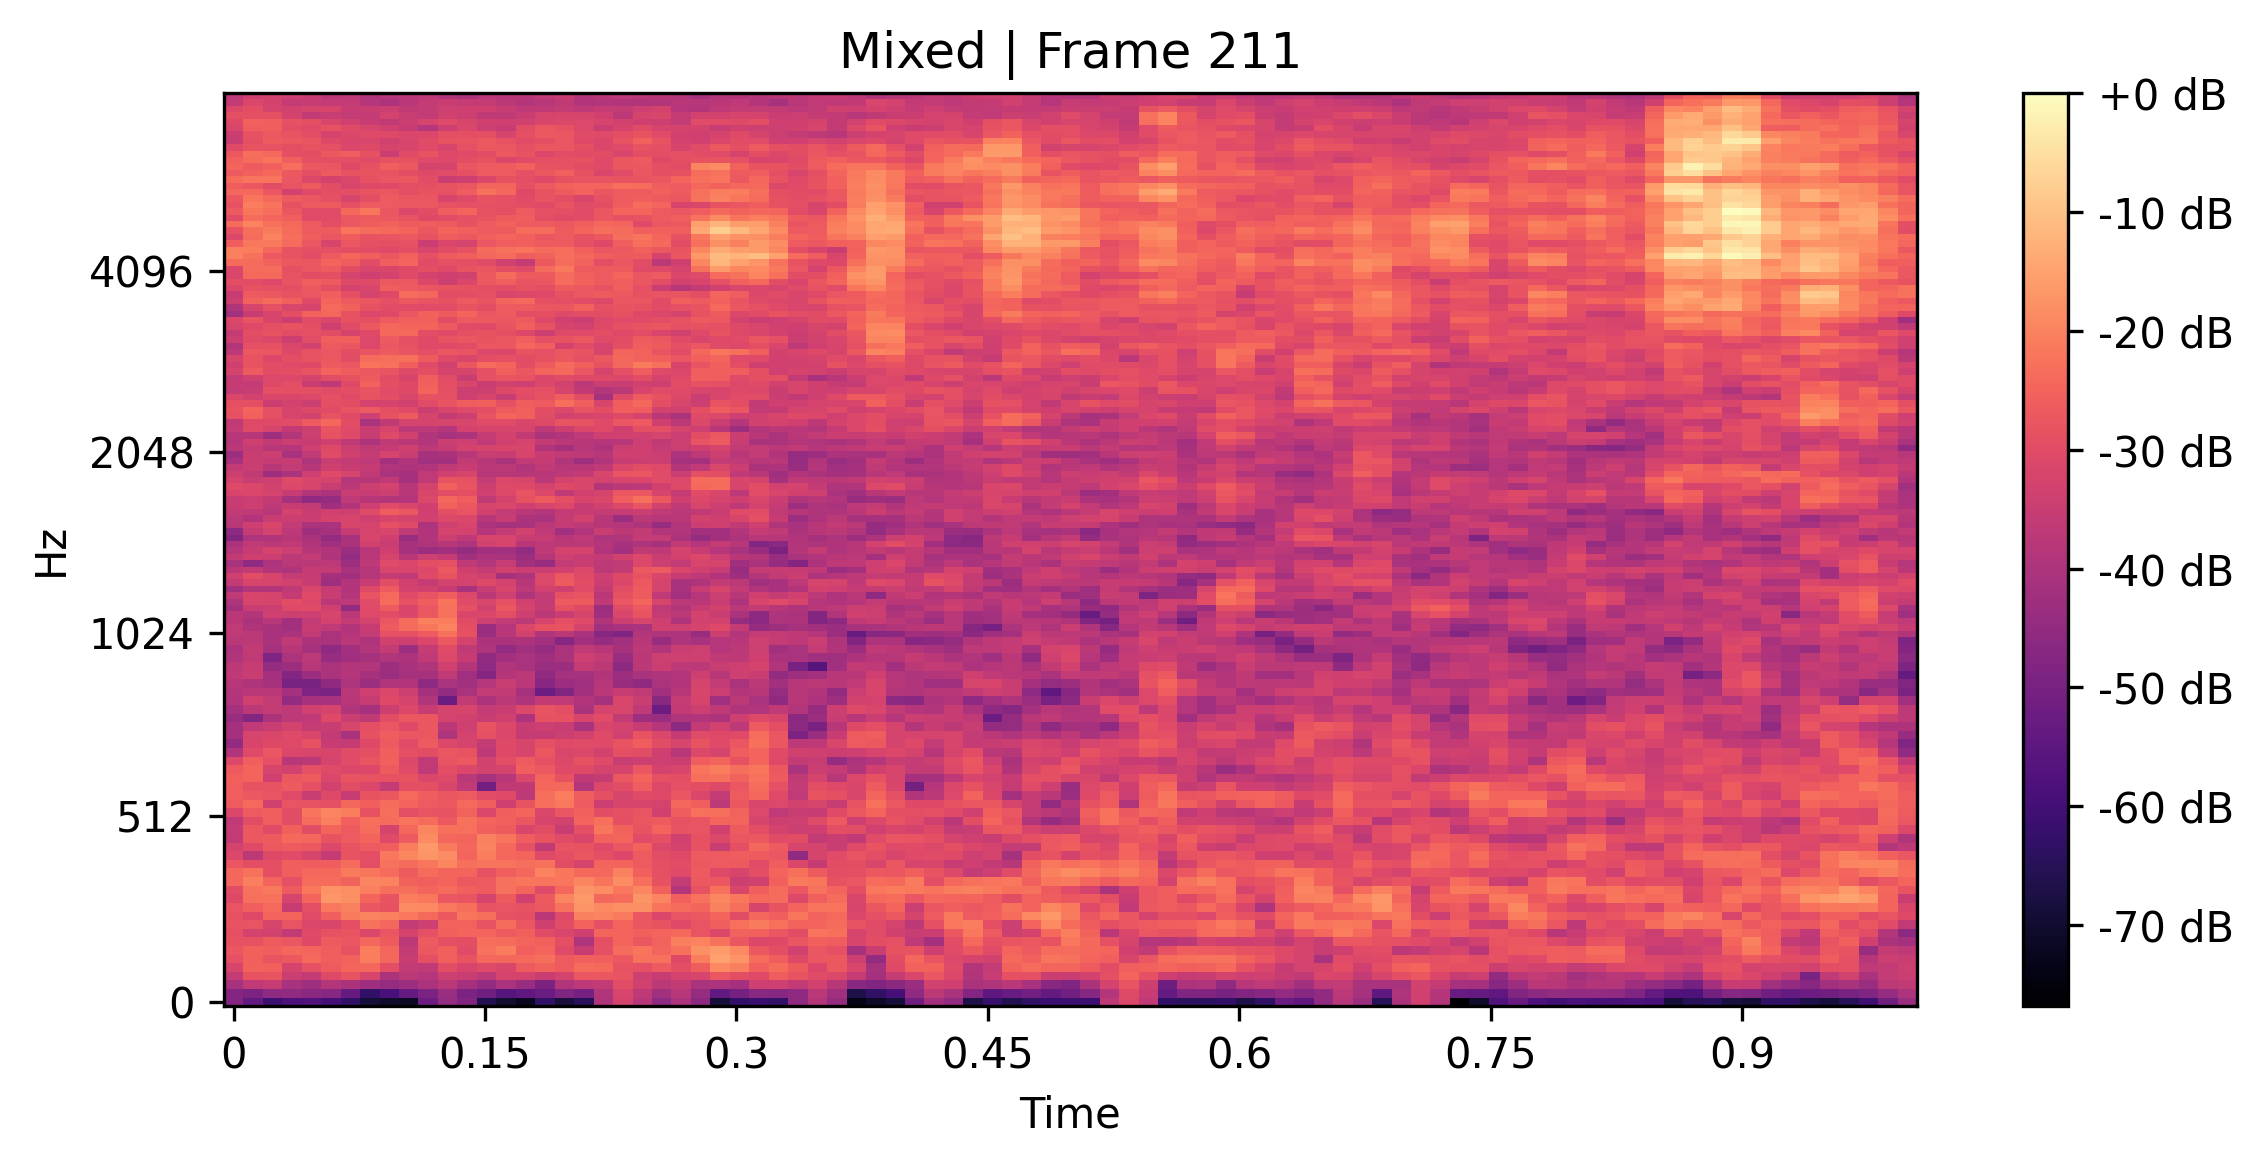 Mixed | Frame 211
+0 dB
-10 dB
-20 dB
-30 dB
-40 dB
-50 dB
-60 dB
-70 dB
Hz
4096
2048
1024
512
0
0 0.15 0.3 0.45 0.6 0.75 0.9
Time